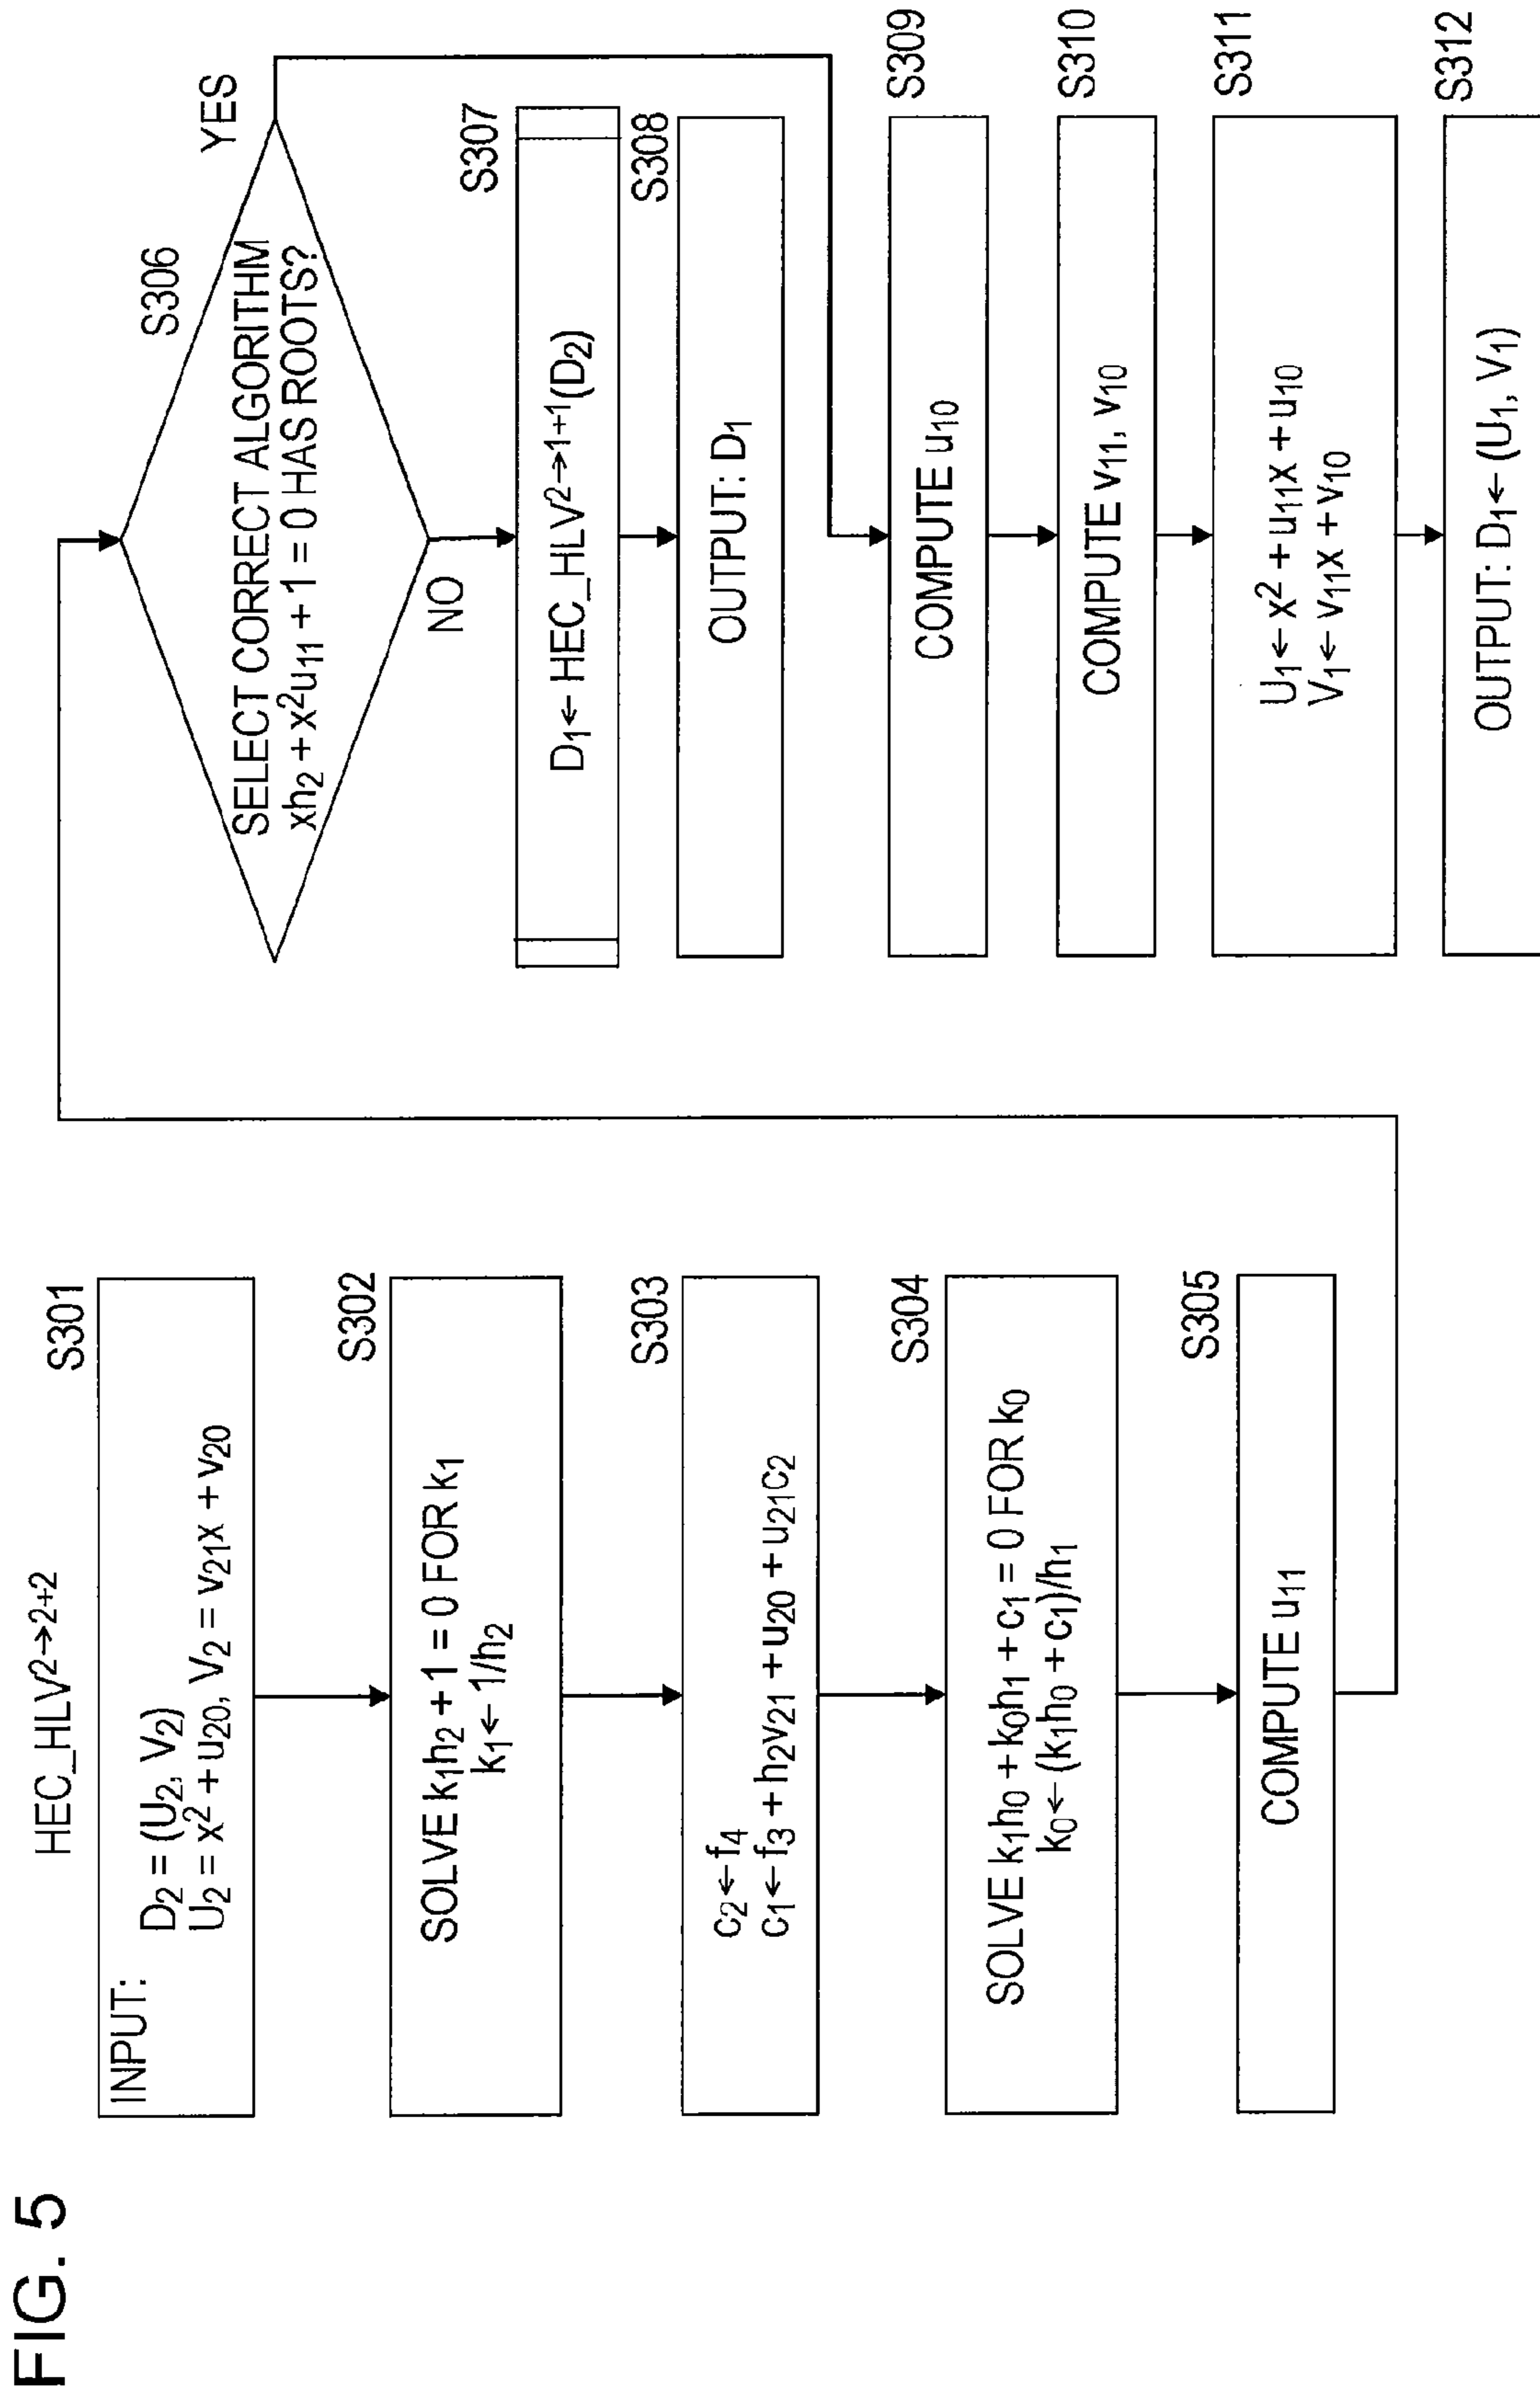 FIG. 5
HEC_HLV²→²⁺²
S301
INPUT:
D₂ = (U₂, V₂)
U₂ = x² + u₂₀, V₂ = v₂₁x + v₂₀
S302
SOLVE k₁h₂ + 1 = 0 FOR k₁
k₁ ← 1/h₂
S303
c₂ ← f₄
c₁ ← f₃ + h₂v₂₁ + u₂₀ + u₂₁c₂
S304
SOLVE k₁h₀ + k₀h₁ + c₁ = 0 FOR k₀
k₀ ← (k₁h₀ + c₁)/h₁
S305
COMPUTE u₁₁
S306
SELECT CORRECT ALGORITHM
xh₂ + x²u₁₁ + 1 = 0 HAS ROOTS?
YES
NO
S307
D₁ ← HEC_HLV²→¹⁺¹(D₂)
S308
OUTPUT: D₁
S309
COMPUTE u₁₀
S310
COMPUTE v₁₁, v₁₀
S311
U₁ ← x² + u₁₁x + u₁₀
V₁ ← v₁₁x + v₁₀
S312
OUTPUT: D₁ ← (U₁, V₁)